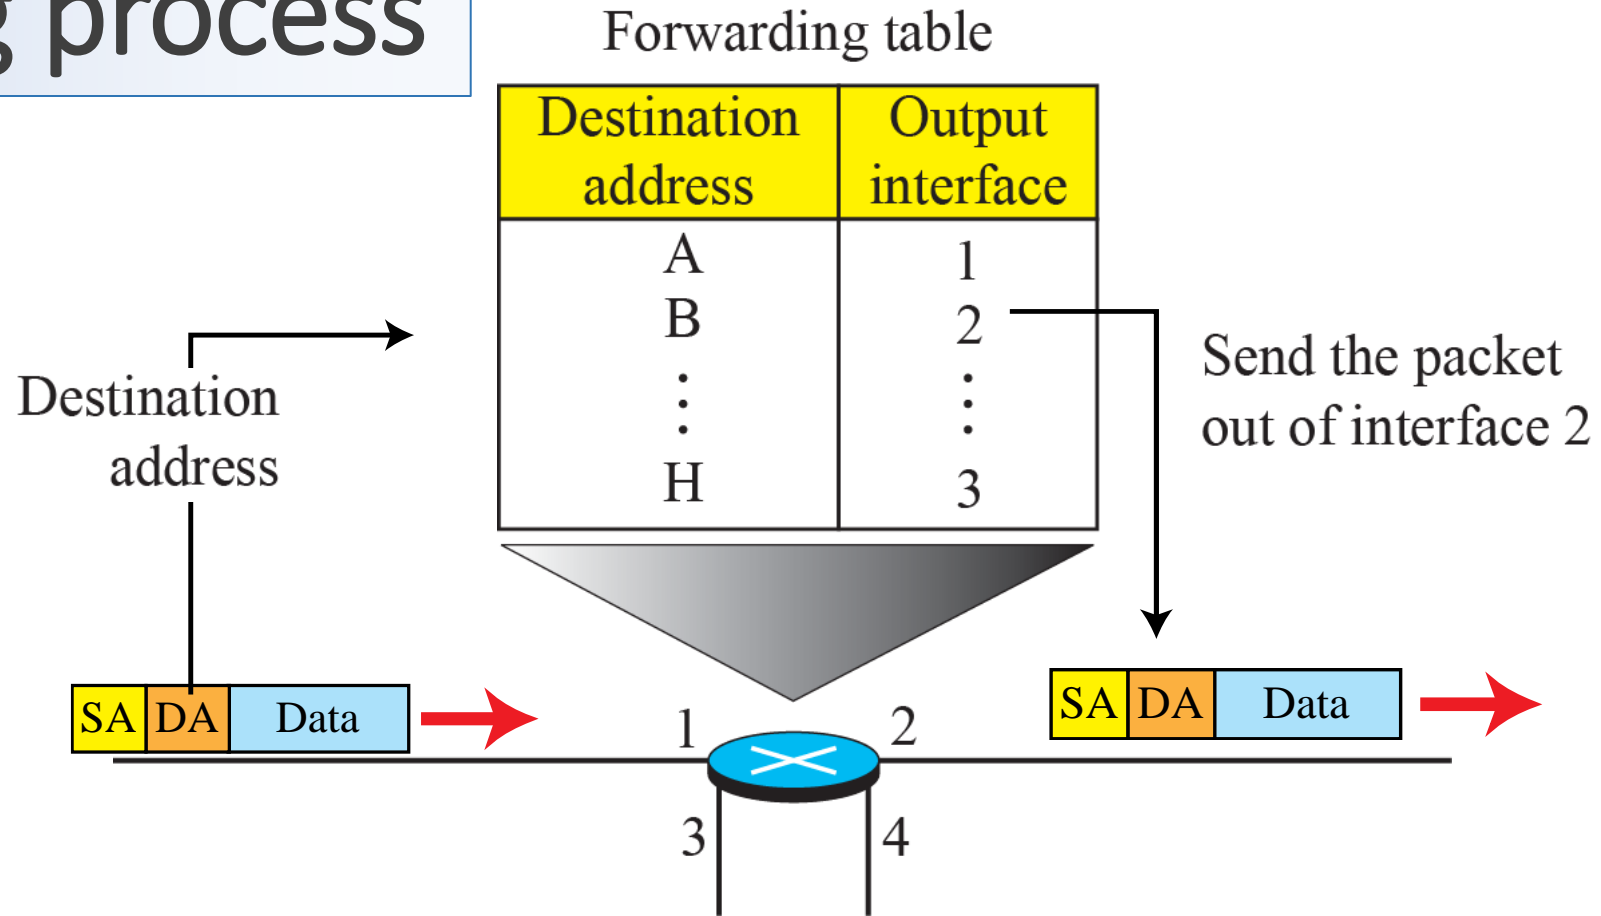 g process
Forwarding table
Destination address
Output interface
A 1
B 2
H 3
Destination
address
Send the packet
out of interface 2
SA DA Data
SA DA Data
1 2
3 4